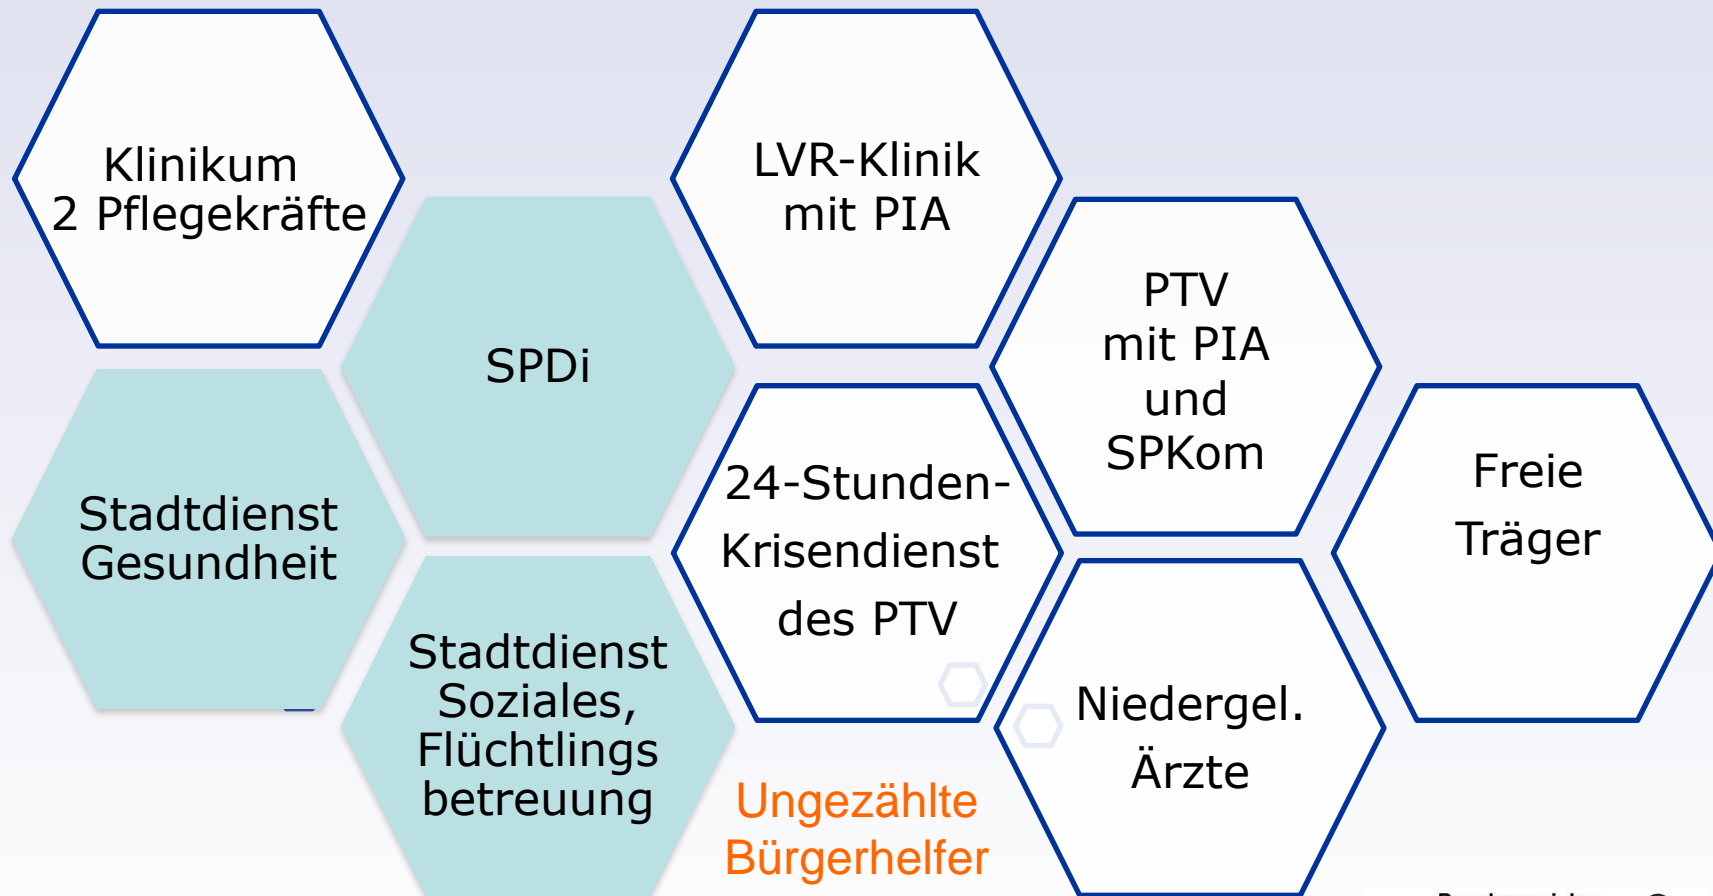 Klinikum
2 Pflegekräfte
LVR-Klinik
mit PIA
SPDi
PTV
mit PIA
und
SPKom
Stadtdienst
Gesundheit
24-Stunden-
Krisendienst
des PTV
Freie
Träger
Stadtdienst
Soziales,
Flüchtlings
betreuung
Niedergel.
Ärzte
Ungezählte
Bürgerhelfer